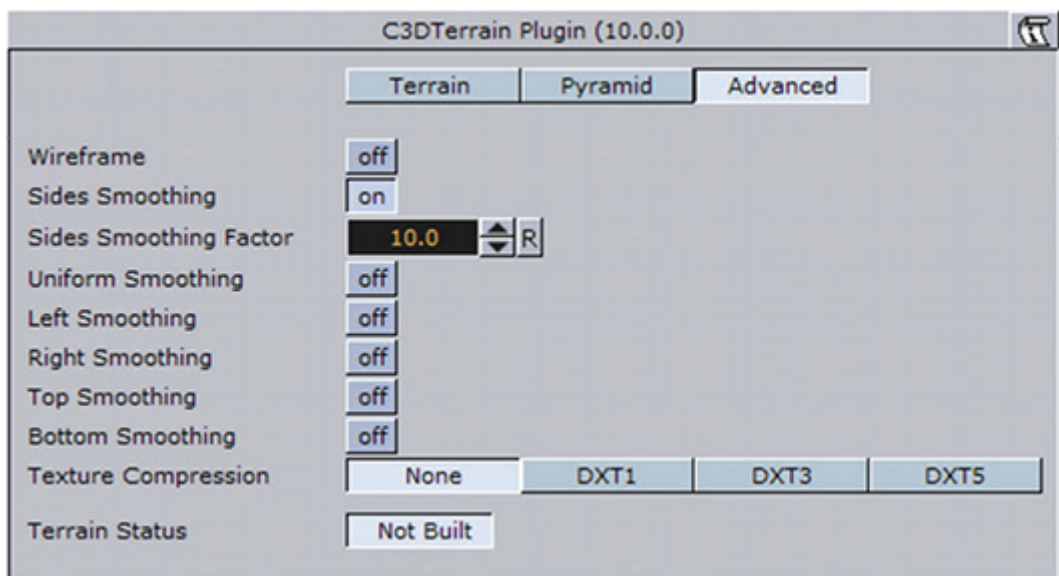 C3DTerrain Plugin (10.0.0)
Terrain Pyramid Advanced
Wireframe off
Sides Smoothing on
Sides Smoothing Factor 10.0 R
Uniform Smoothing off
Left Smoothing off
Right Smoothing off
Top Smoothing off
Bottom Smoothing off
Texture Compression None DXT1 DXT3 DXT5
Terrain Status Not Built